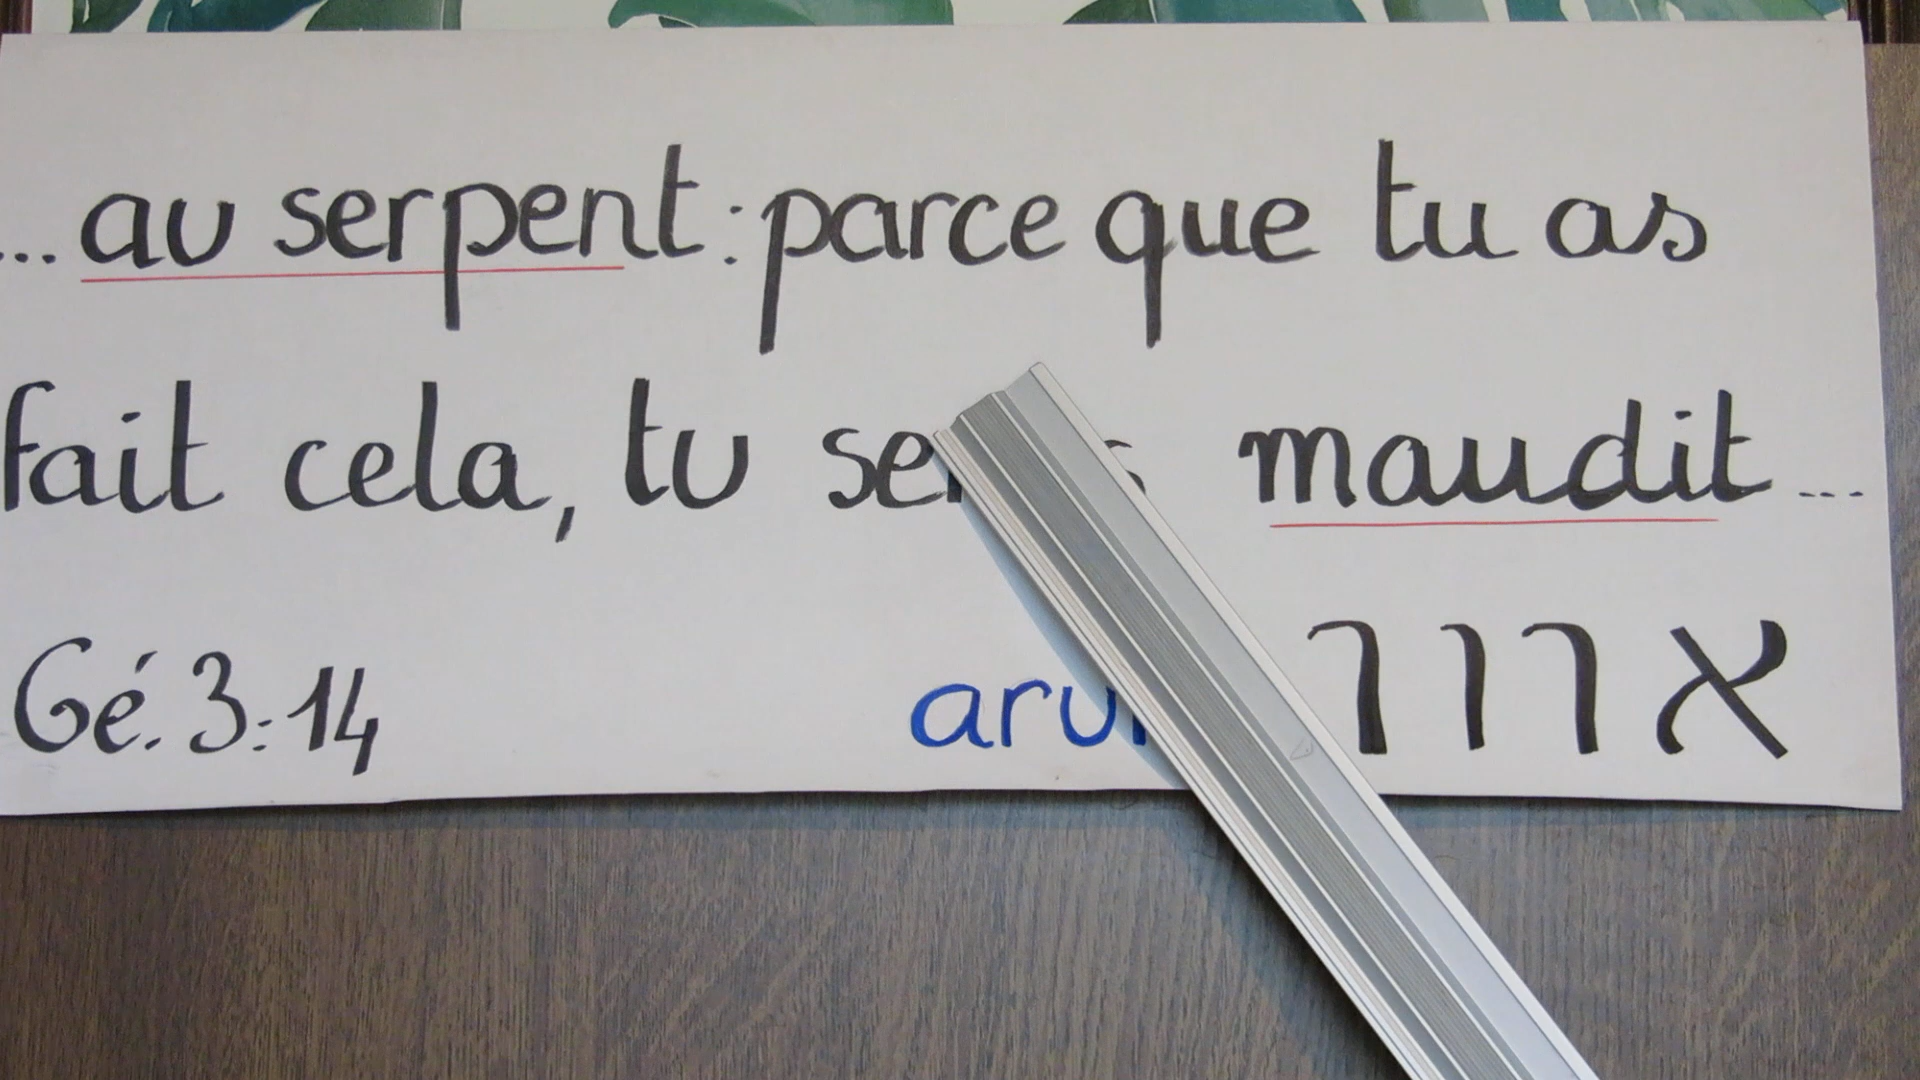 ... au serpent : parce que tu as
fait cela, tu maudit ...
Gé. 3:14 ארור